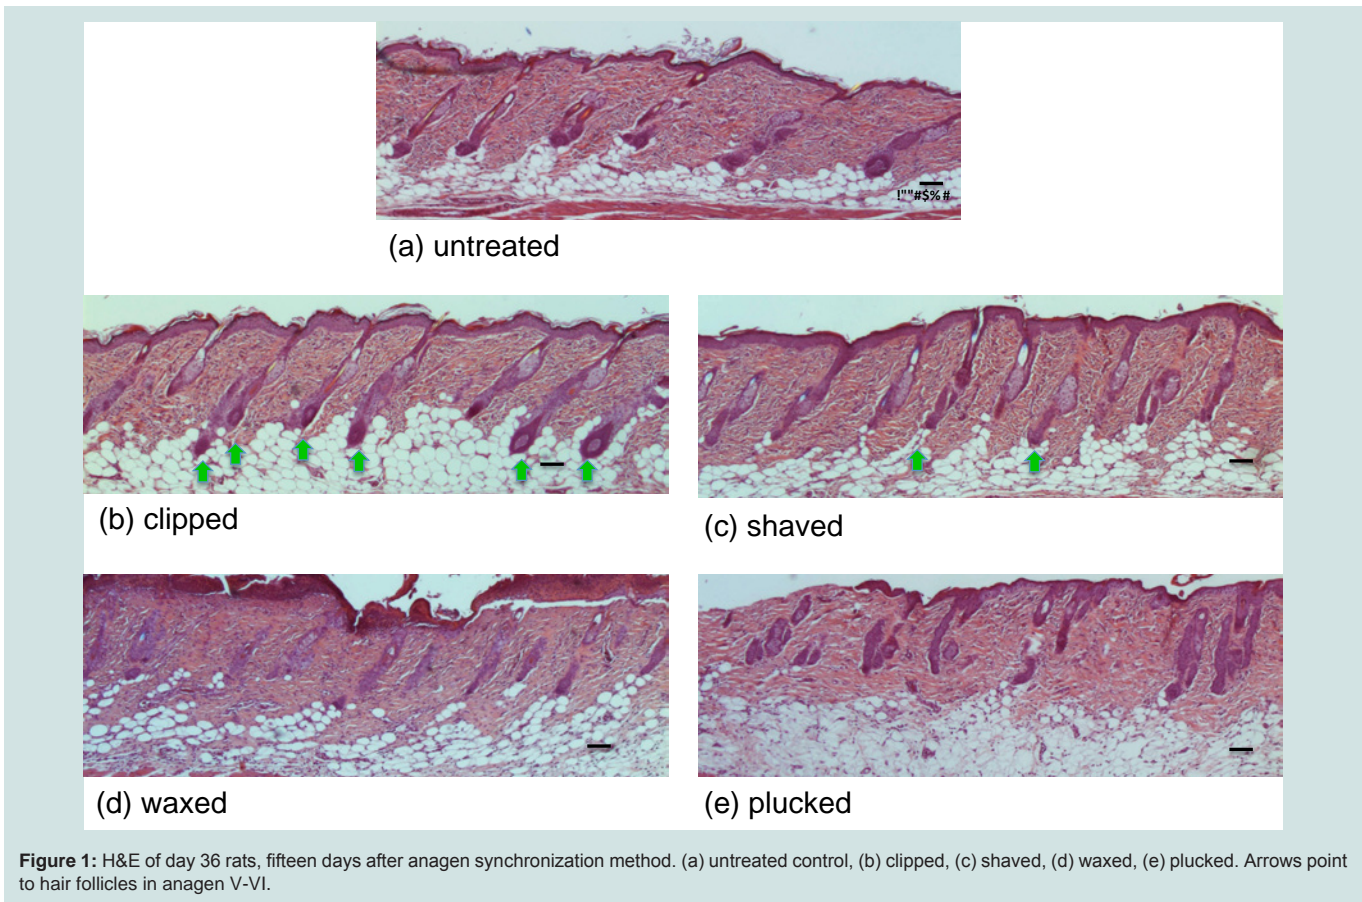 !""#$%#
(a) untreated
(b) clipped
(c) shaved
(d) waxed
(e) plucked
Figure 1: H&E of day 36 rats, fifteen days after anagen synchronization method. (a) untreated control, (b) clipped, (c) shaved, (d) waxed, (e) plucked. Arrows point
to hair follicles in anagen V-VI.